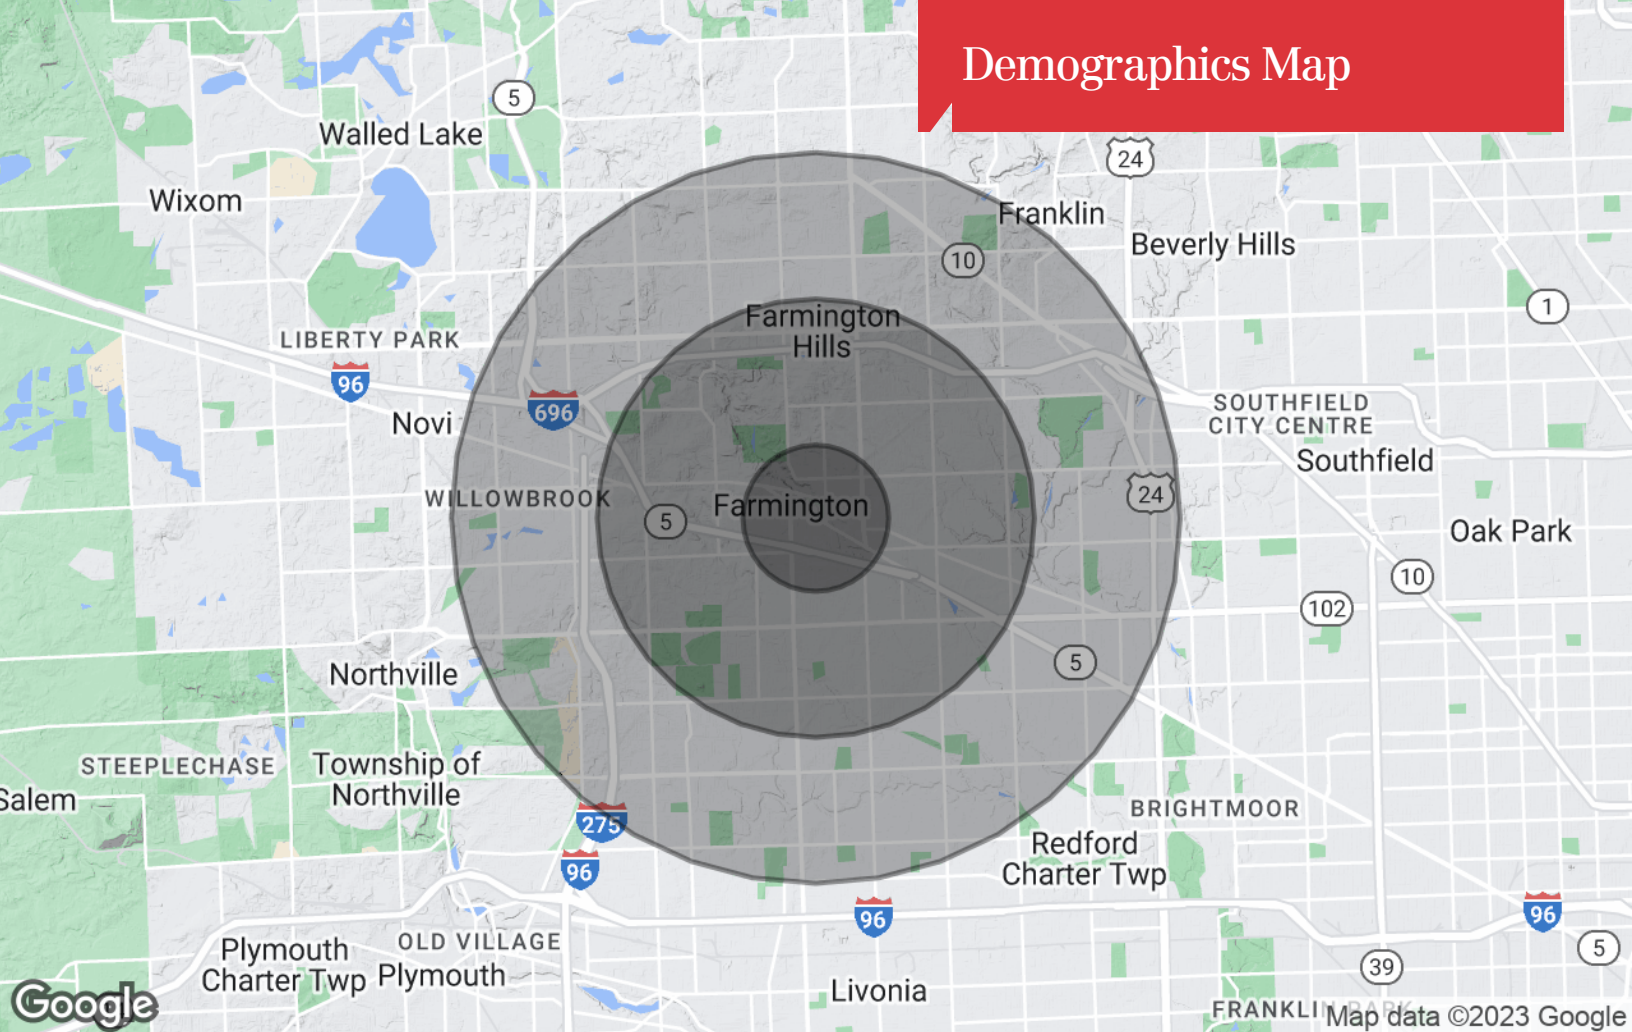 Demographics Map
5
Walled Lake
24
Wixom
Franklin
Beverly Hills
10
1
Farmington
Hills
LIBERTY PARK
96
696
Novi
SOUTHFIELD
CITY CENTRE
Southfield
WILLOWBROOK
24
Farmington
5
Oak Park
10
102
5
Northville
STEEPLECHASE
Township of
Northville
Salem
275
BRIGHTMOOR
Redford
Charter Twp
96
96
96
5
OLD VILLAGE
Plymouth
Charter Twp
Plymouth
39
Livonia
Google
FRANKLIN PARK
Map data ©2023 Google